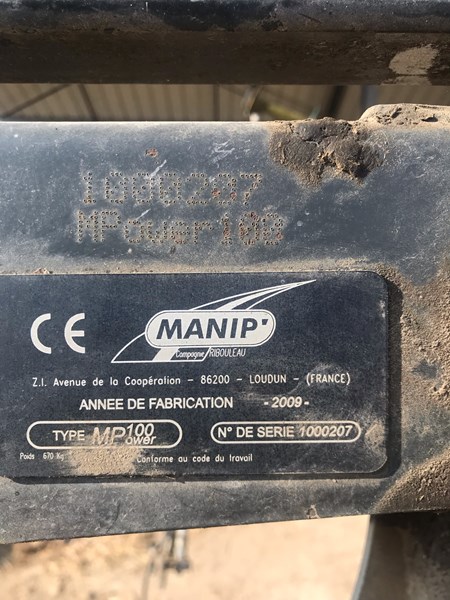 1000207
MPower103
CE
MANIP'
Compagnie RIBOULEAU
Z.I. Avenue de la Coopération - 86200 - LOUDUN - (FRANCE)
ANNEE DE FABRICATION - 2009 -
TYPE MP100 ower
N° DE SERIE 1000207
Poids 670 Kg Conforme au code du travail